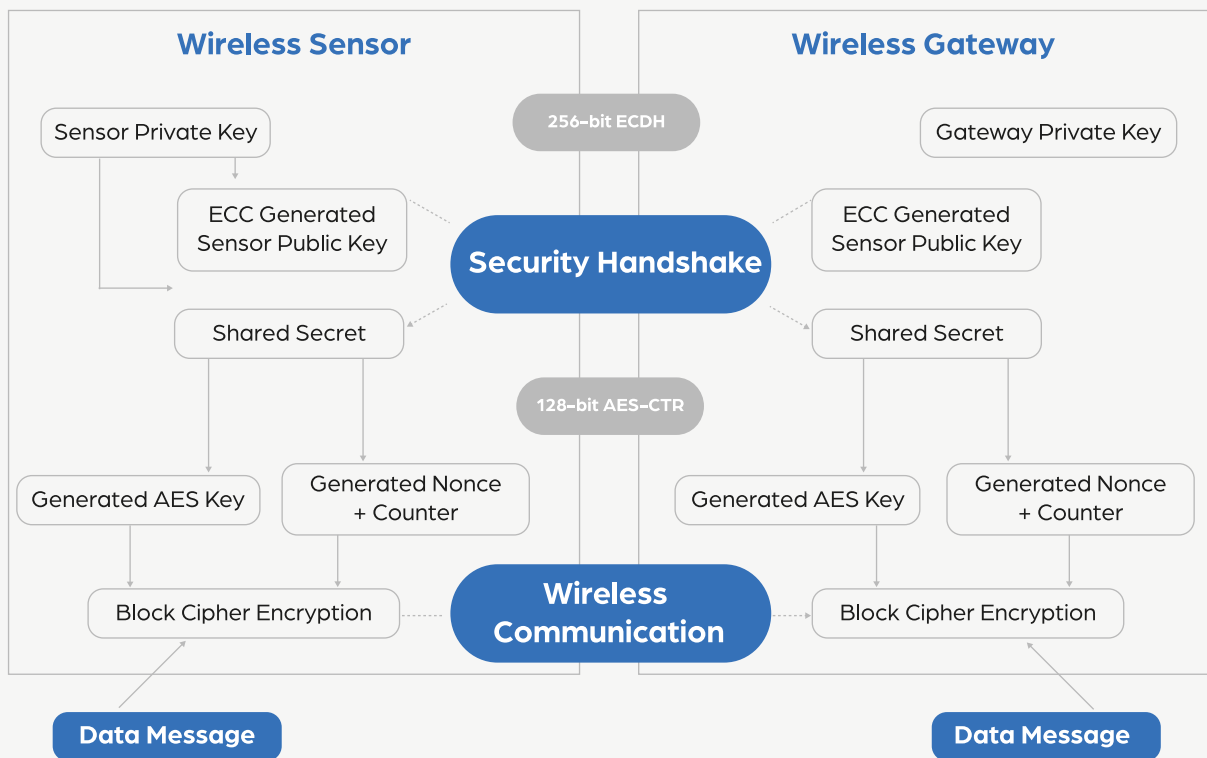 Wireless Sensor
Wireless Gateway
256-bit ECDH
Sensor Private Key
Gateway Private Key
ECC Generated
Sensor Public Key
ECC Generated
Sensor Public Key
Security Handshake
Shared Secret
Shared Secret
128-bit AES-CTR
Generated AES Key
Generated Nonce
+ Counter
Generated AES Key
Generated Nonce
+ Counter
Block Cipher Encryption
Wireless
Communication
Block Cipher Encryption
Data Message
Data Message